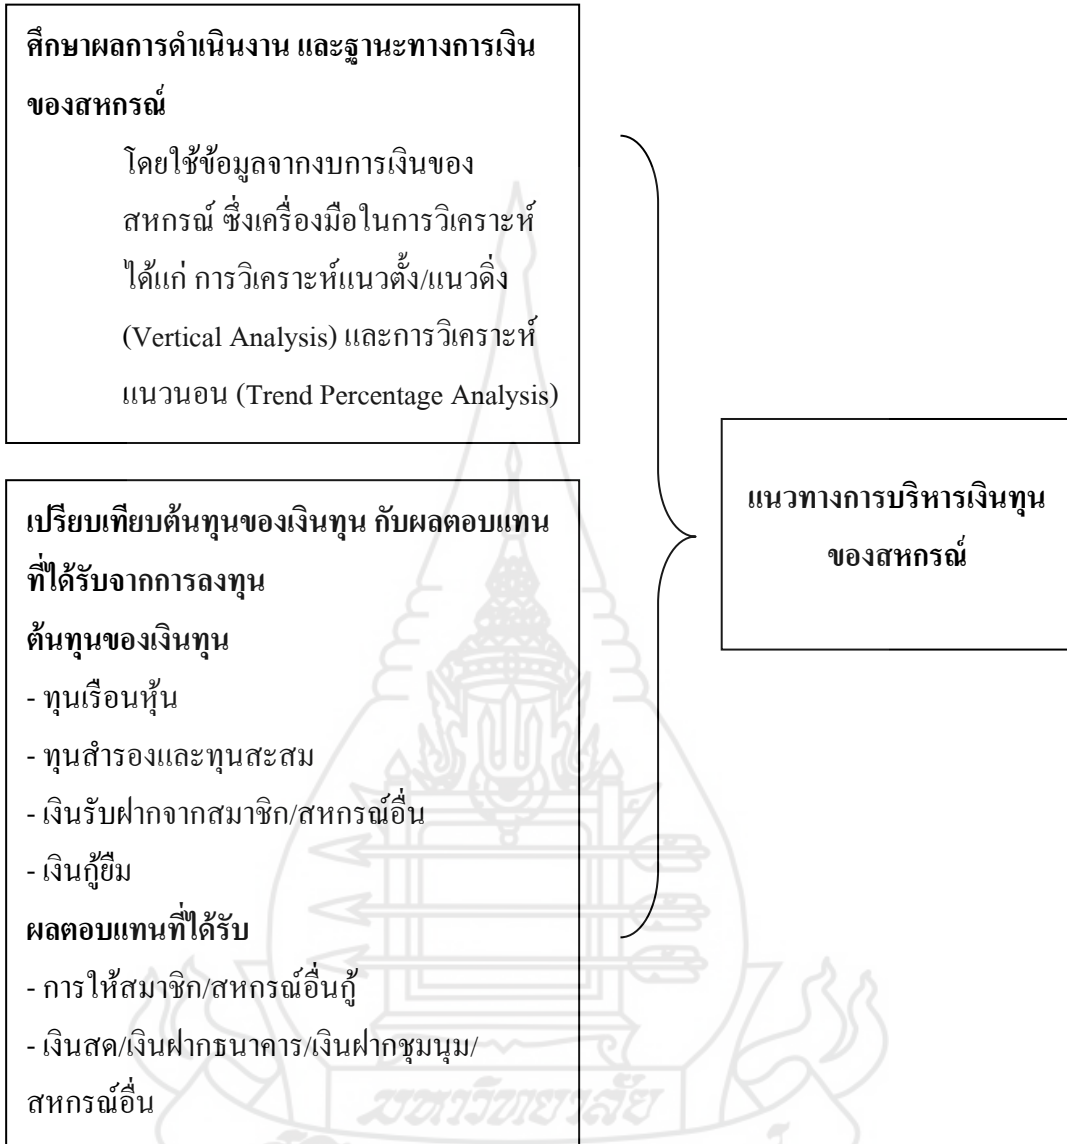 ศึกษาผลการดำเนินงาน และฐานะทางการเงิน
ของสหกรณ์
โดยใช้ข้อมูลจากงบการเงินของ
สหกรณ์ ซึ่งเครื่องมือในการวิเคราะห์
ได้แก่ การวิเคราะห์แนวตั้ง/แนวดิ่ง
(Vertical Analysis) และการวิเคราะห์
แนวนอน (Trend Percentage Analysis)
เปรียบเทียบต้นทุนของเงินทุน กับผลตอบแทน
ที่ได้รับจากการลงทุน
ต้นทุนของเงินทุน
- ทุนเรือนหุ้น
- ทุนสำรองและทุนสะสม
- เงินรับฝากจากสมาชิก/สหกรณ์อื่น
- เงินกู้ยืม
ผลตอบแทนที่ได้รับ
- การให้สมาชิก/สหกรณ์อื่นกู้
- เงินสด/เงินฝากธนาคาร/เงินฝากชุมนุม/
สหกรณ์อื่น
แนวทางการบริหารเงินทุน
ของสหกรณ์
มหาวิทยาลัย